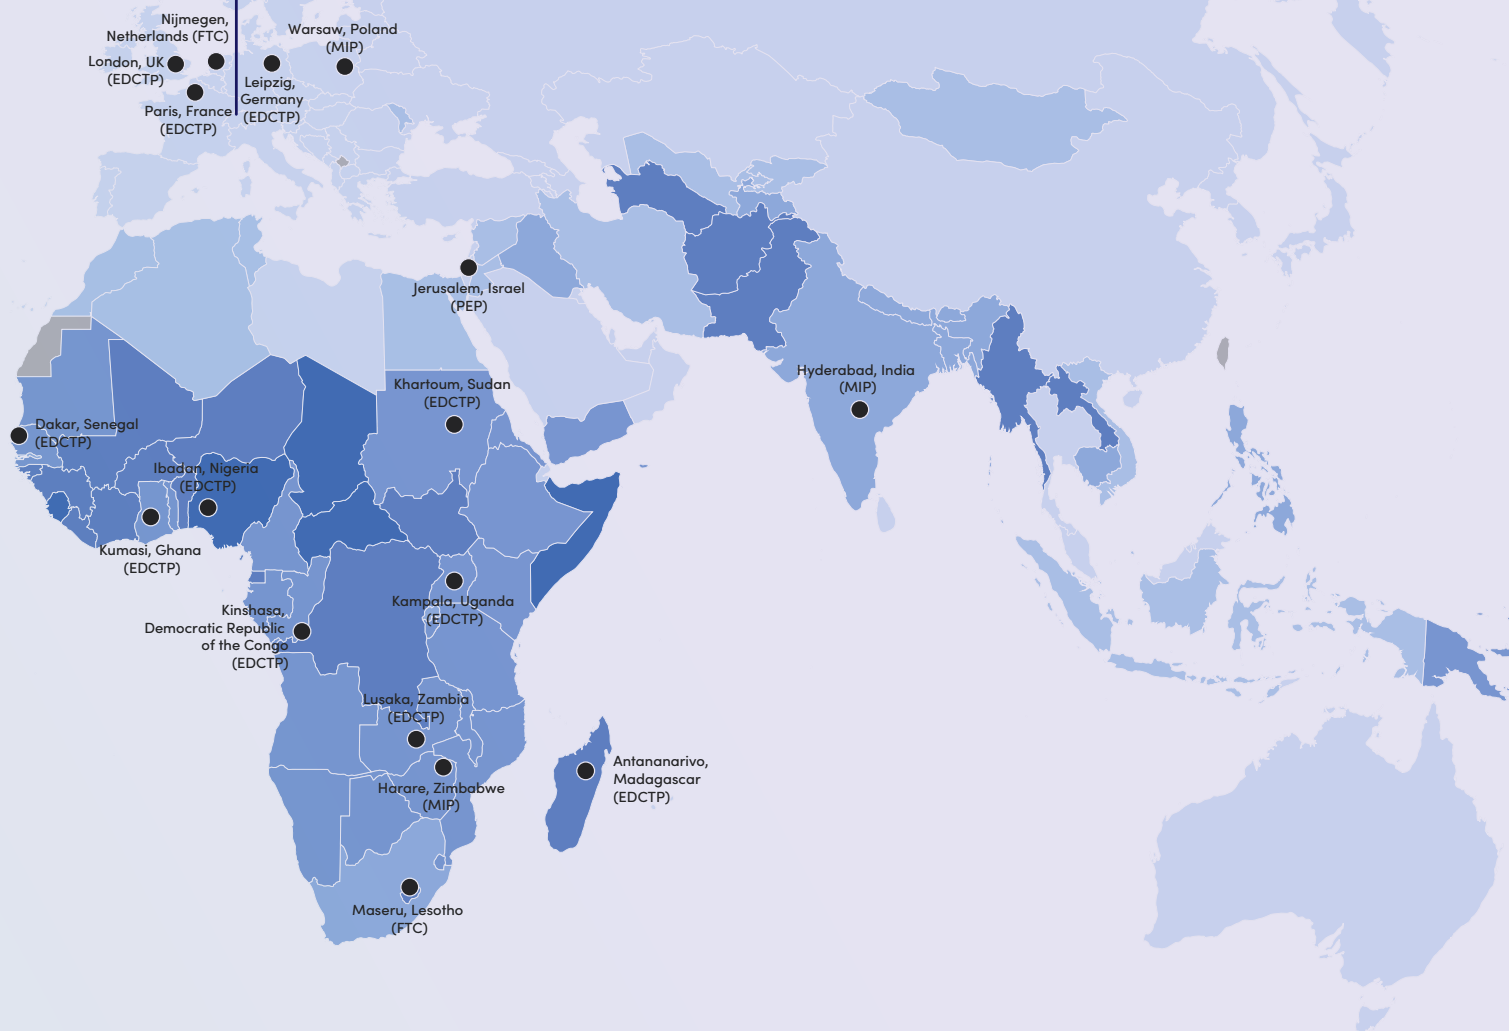 Nijmegen,
Netherlands (FTC)
Warsaw, Poland
(MIP)
London, UK
(EDCTP)
Leipzig,
Germany
(EDCTP)
Paris, France
(EDCTP)
Jerusalem, Israel
(PEP)
Hyderabad, India
(MIP)
Khartoum, Sudan
(EDCTP)
Dakar, Senegal
(EDCTP)
Ibadan, Nigeria
(EDCTP)
Kumasi, Ghana
(EDCTP)
Kampala, Uganda
(EDCTP)
Kinshasa,
Democratic Republic
of the Congo
(EDCTP)
Lusaka, Zambia
(EDCTP)
Antananarivo,
Madagascar
(EDCTP)
Harare, Zimbabwe
(MIP)
Maseru, Lesotho
(FTC)